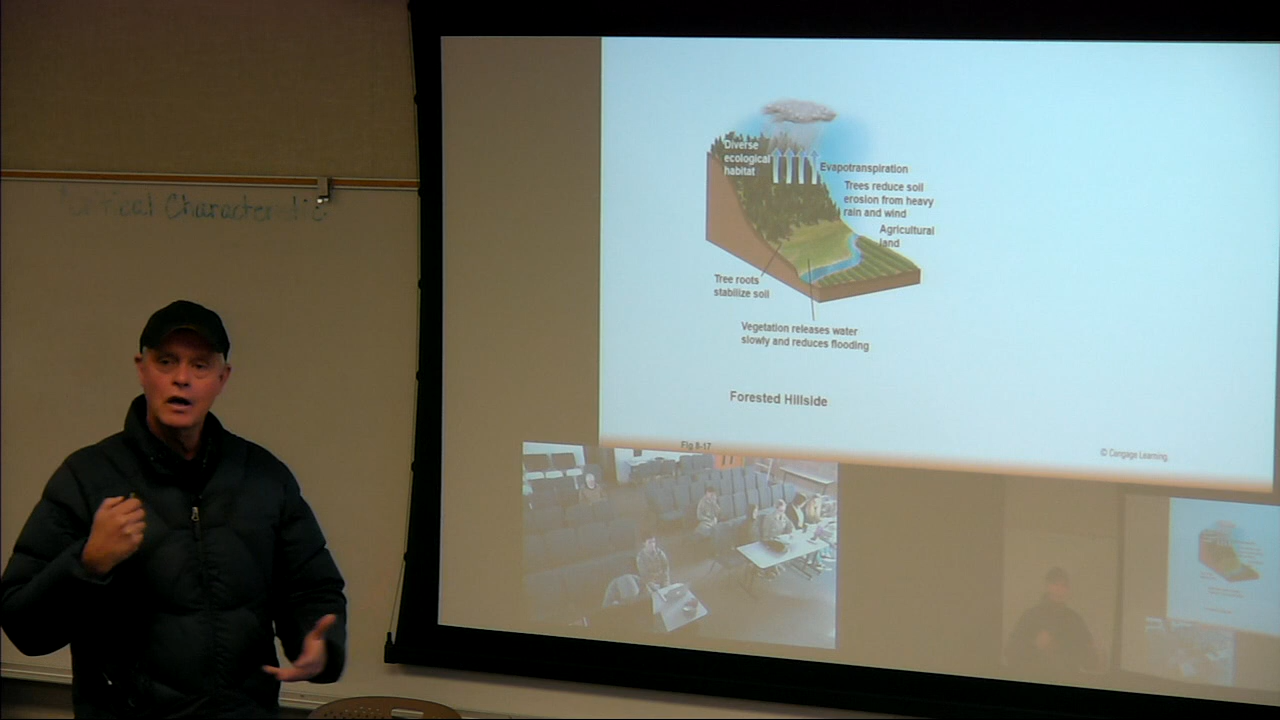 Critical Characteristic
Diverse
ecological
habitat
Evapotranspiration
Trees reduce soil
erosion from heavy
rain and wind
Agricultural
land
Tree roots
stabilize soil
Vegetation releases water
slowly and reduces flooding
Forested Hillside
Fig 8-17
© Cengage Learning.